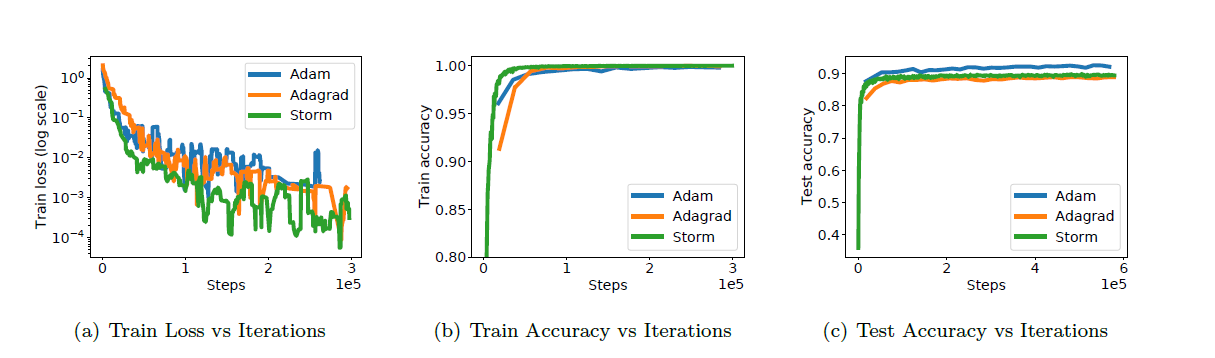 Train loss (log scale)
10⁰
10⁻¹
10⁻²
10⁻³
10⁻⁴
Adam
Adagrad
Storm
0 1 2 3
Steps
1e5
(a) Train Loss vs Iterations
Train accuracy
1.00
0.95
0.90
0.85
0.80
Adam
Adagrad
Storm
0 1 2 3
Steps
1e5
(b) Train Accuracy vs Iterations
Test accuracy
0.9
0.8
0.7
0.6
0.5
0.4
Adam
Adagrad
Storm
0 2 4 6
Steps
1e5
(c) Test Accuracy vs Iterations